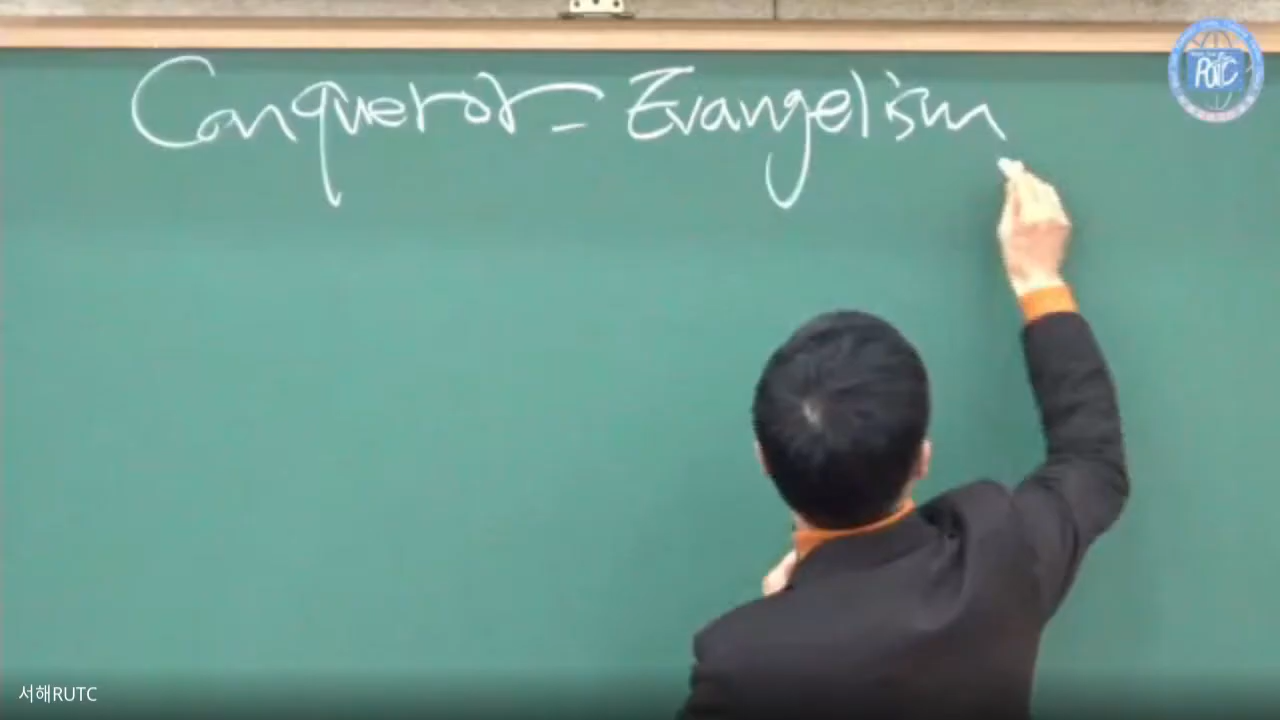 Conqueror = Evangelism
RUTC
서해RUTC